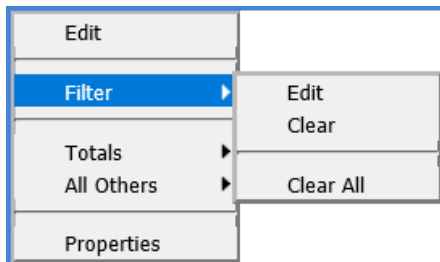 Edit
Filter
Totals
All Others
Properties
Edit
Clear
Clear All